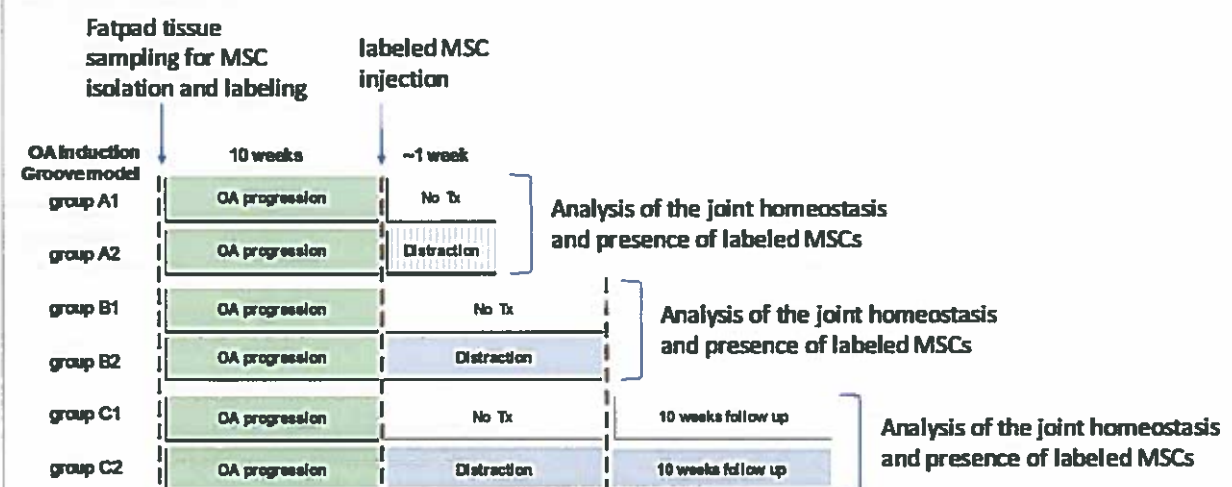 Fatpad tissue
sampling for MSC
isolation and labeling
labeled MSC
injection
OA Induction
Groove model
10 weeks
~1 week
group A1
OA progression
No Tx
group A2
OA progression
Distraction
Analysis of the joint homeostasis
and presence of labeled MSCs
group B1
OA progression
No Tx
group B2
OA progression
Distraction
Analysis of the joint homeostasis
and presence of labeled MSCs
group C1
OA progression
No Tx
10 weeks follow up
group C2
OA progression
Distraction
10 weeks follow up
Analysis of the joint homeostasis
and presence of labeled MSCs